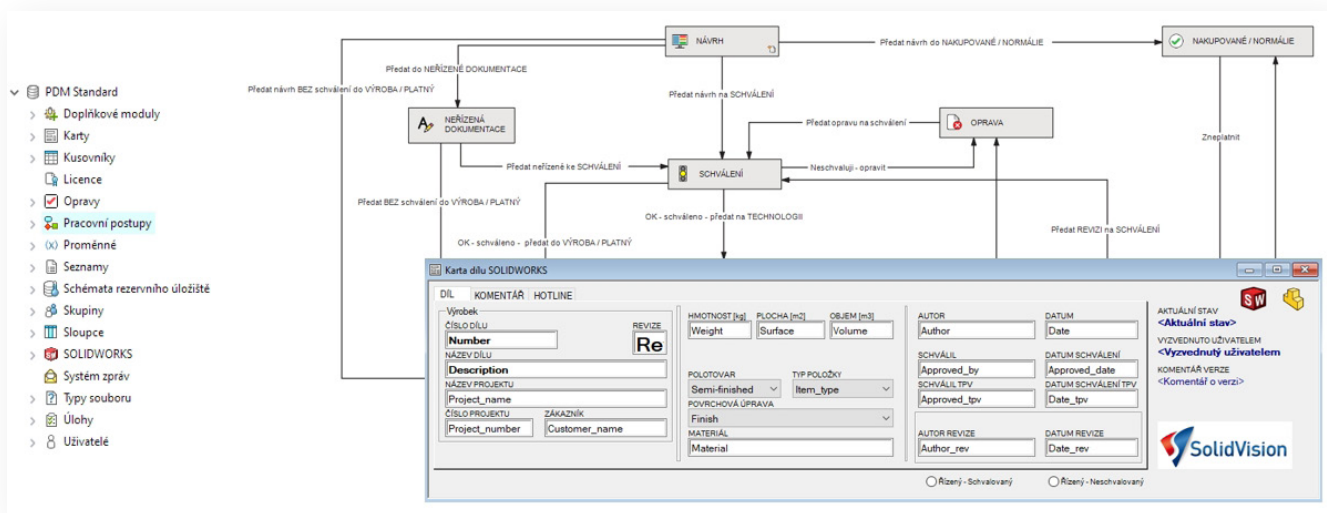 PDM Standard
Doplňkové moduly
Karty
Kusovníky
Licence
Opravy
Pracovní postupy
(x) Proměnné
Seznamy
Schémata rezervního úložiště
Skupiny
Sloupce
SOLIDWORKS
Systém zpráv
Typy souboru
Úlohy
Uživatelé
NÁVRH
Předat návrh do NAKUPOVANÉ / NORMÁLIE
NAKUPOVANÉ / NORMÁLIE
Předat do NEŘÍZENÉ DOKUMENTACE
Předat návrh BEZ schválení do VÝROBA / PLATNÝ
Předat návrh na SCHVÁLENÍ
NEŘÍZENÁ
DOKUMENTACE
Předat opravu na schválení
OPRAVA
Zneplatnit
Předat neřízené ke SCHVÁLENÍ
SCHVÁLENÍ
Neschvaluji - opravit
Předat BEZ schválení do VÝROBA / PLATNÝ
OK - schváleno - předat na TECHNOLOGII
Předat REVIZI na SCHVÁLENÍ
OK - schváleno - předat do VÝROBA / PLATNÝ
Karta dílu SOLIDWORKS
DÍL KOMENTÁŘ HOTLINE
Výrobek
ČÍSLO DÍLU
REVIZE
Number
Re
NÁZEV DÍLU
Description
NÁZEV PROJEKTU
Project_name
ČÍSLO PROJEKTU
ZÁKAZNÍK
Project_number
Customer_name
HMOTNOST [kg]
PLOCHA [m2]
OBJEM [m3]
Weight
Surface
Volume
POLOTOVAR
TYP POLOŽKY
Semi-finished
Item_type
POVRCHOVÁ ÚPRAVA
Finish
MATERIÁL
Material
AUTOR
DATUM
Author
Date
SCHVÁLIL
DATUM SCHVÁLENÍ
Approved_by
Approved_date
SCHVÁLIL TPV
DATUM SCHVÁLENÍ TPV
Approved_tpv
Date_tpv
AUTOR REVIZE
DATUM REVIZE
Author_rev
Date_rev
Řízený - Schvalovaný
Řízený - Neschvalovaný
SW
AKTUÁLNÍ STAV
<Aktuální stav>
VYZVEDNUTO UŽIVATELEM
<Vyzvednutý uživatelem
KOMENTÁŘ VERZE
<Komentář o verzi>
SolidVision